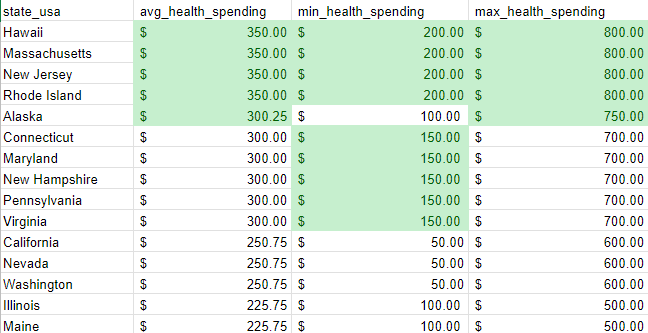 state_usa avg_health_spending min_health_spending max_health_spending
Hawaii $ 350.00 $ 200.00 $ 800.00
Massachusetts $ 350.00 $ 200.00 $ 800.00
New Jersey $ 350.00 $ 200.00 $ 800.00
Rhode Island $ 350.00 $ 200.00 $ 800.00
Alaska $ 300.25 $ 100.00 $ 750.00
Connecticut $ 300.00 $ 150.00 $ 700.00
Maryland $ 300.00 $ 150.00 $ 700.00
New Hampshire $ 300.00 $ 150.00 $ 700.00
Pennsylvania $ 300.00 $ 150.00 $ 700.00
Virginia $ 300.00 $ 150.00 $ 700.00
California $ 250.75 $ 50.00 $ 600.00
Nevada $ 250.75 $ 50.00 $ 600.00
Washington $ 250.75 $ 50.00 $ 600.00
Illinois $ 225.75 $ 100.00 $ 500.00
Maine $ 225.75 $ 100.00 $ 500.00